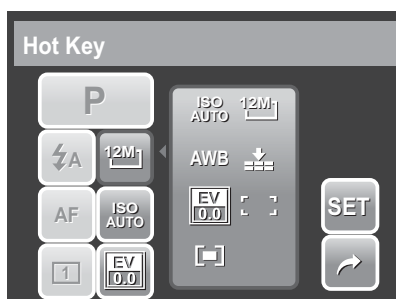 Hot Key
P
ISO 12M
AUTO
A 12M
AWB
AF ISO
AUTO
EV
0.0
SET
1 EV
0.0